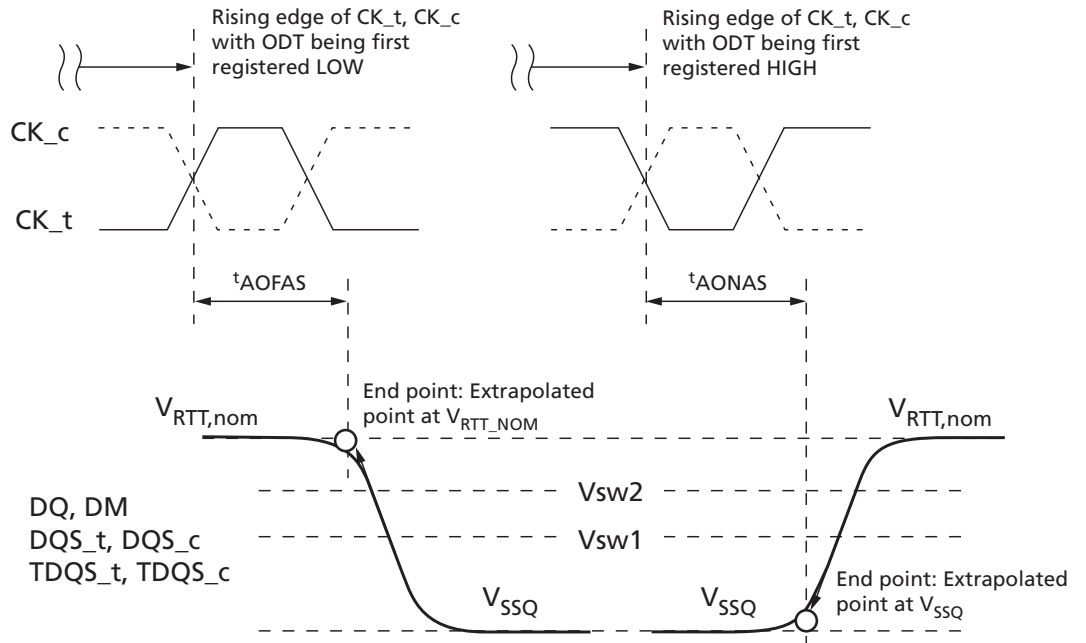 Rising edge of CK_t, CK_c
with ODT being first
registered LOW
Rising edge of CK_t, CK_c
with ODT being first
registered HIGH
CK_c
CK_t
tAOFAS
tAONAS
End point: Extrapolated
point at VRTT_NOM
VRTT,nom
VRTT,nom
Vsw2
DQ, DM
DQS_t, DQS_c
TDQS_t, TDQS_c
Vsw1
VSSQ
VSSQ
End point: Extrapolated
point at VSSQ